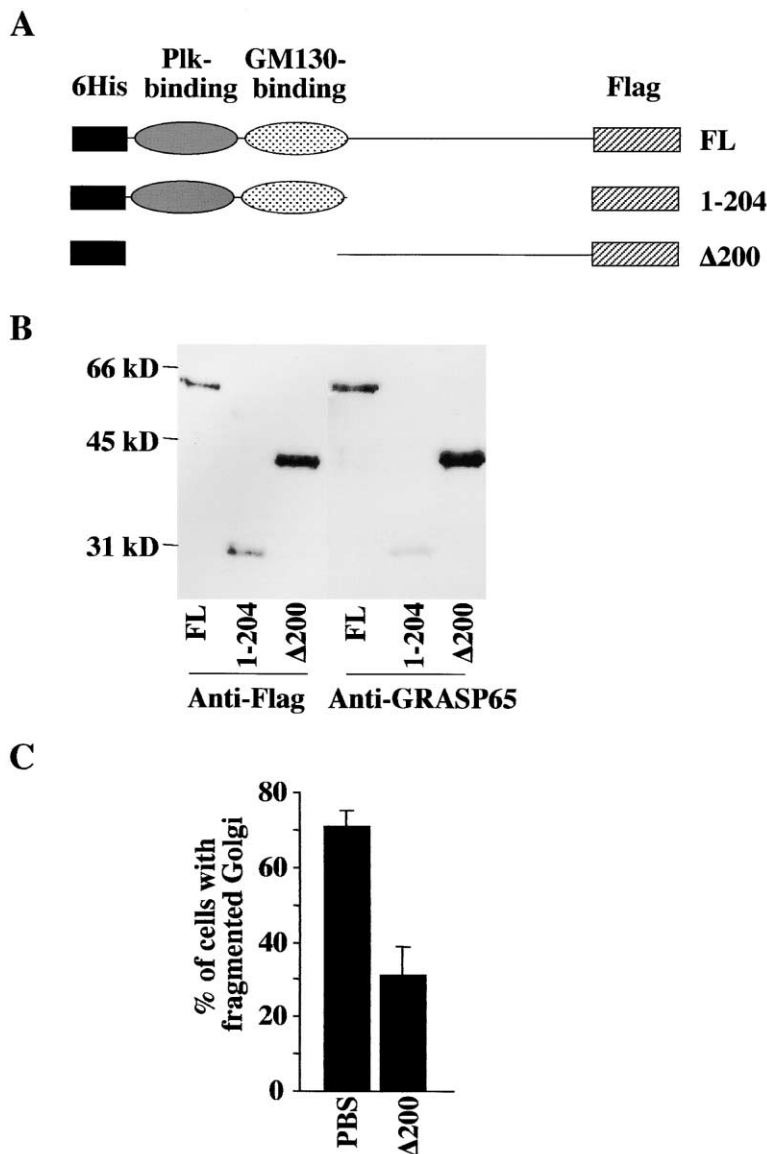 A
Plk- GM130-
6His binding binding Flag
FL
1-204
Δ200
B
66 kD
45 kD
31 kD
FL 1-204 Δ200 FL 1-204 Δ200
Anti-Flag Anti-GRASP65
C
% of cells with
fragmented Golgi
80
60
40
20
0
PBS Δ200